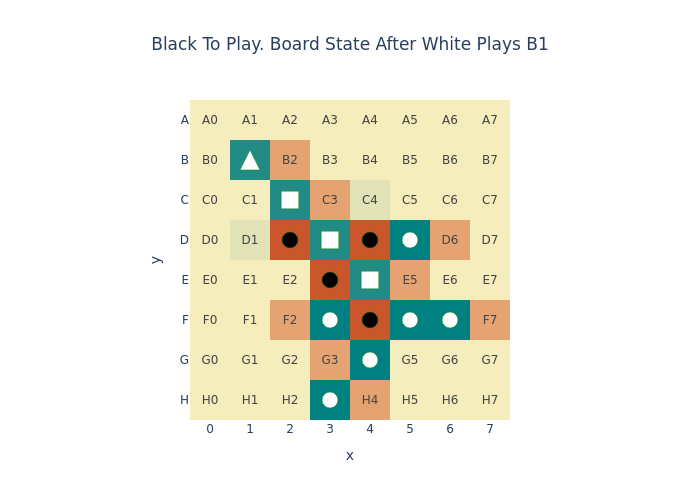 Black To Play. Board State After White Plays B1
A A0 A1 A2 A3 A4 A5 A6 A7
B B0 B2 B3 B4 B5 B6 B7
C C0 C1 C3 C4 C5 C6 C7
D D0 D1 D6 D7
y
E E0 E1 E2 E5 E6 E7
F F0 F1 F2 F7
G G0 G1 G2 G3 G5 G6 G7
H H0 H1 H2 H4 H5 H6 H7
0 1 2 3 4 5 6 7
x